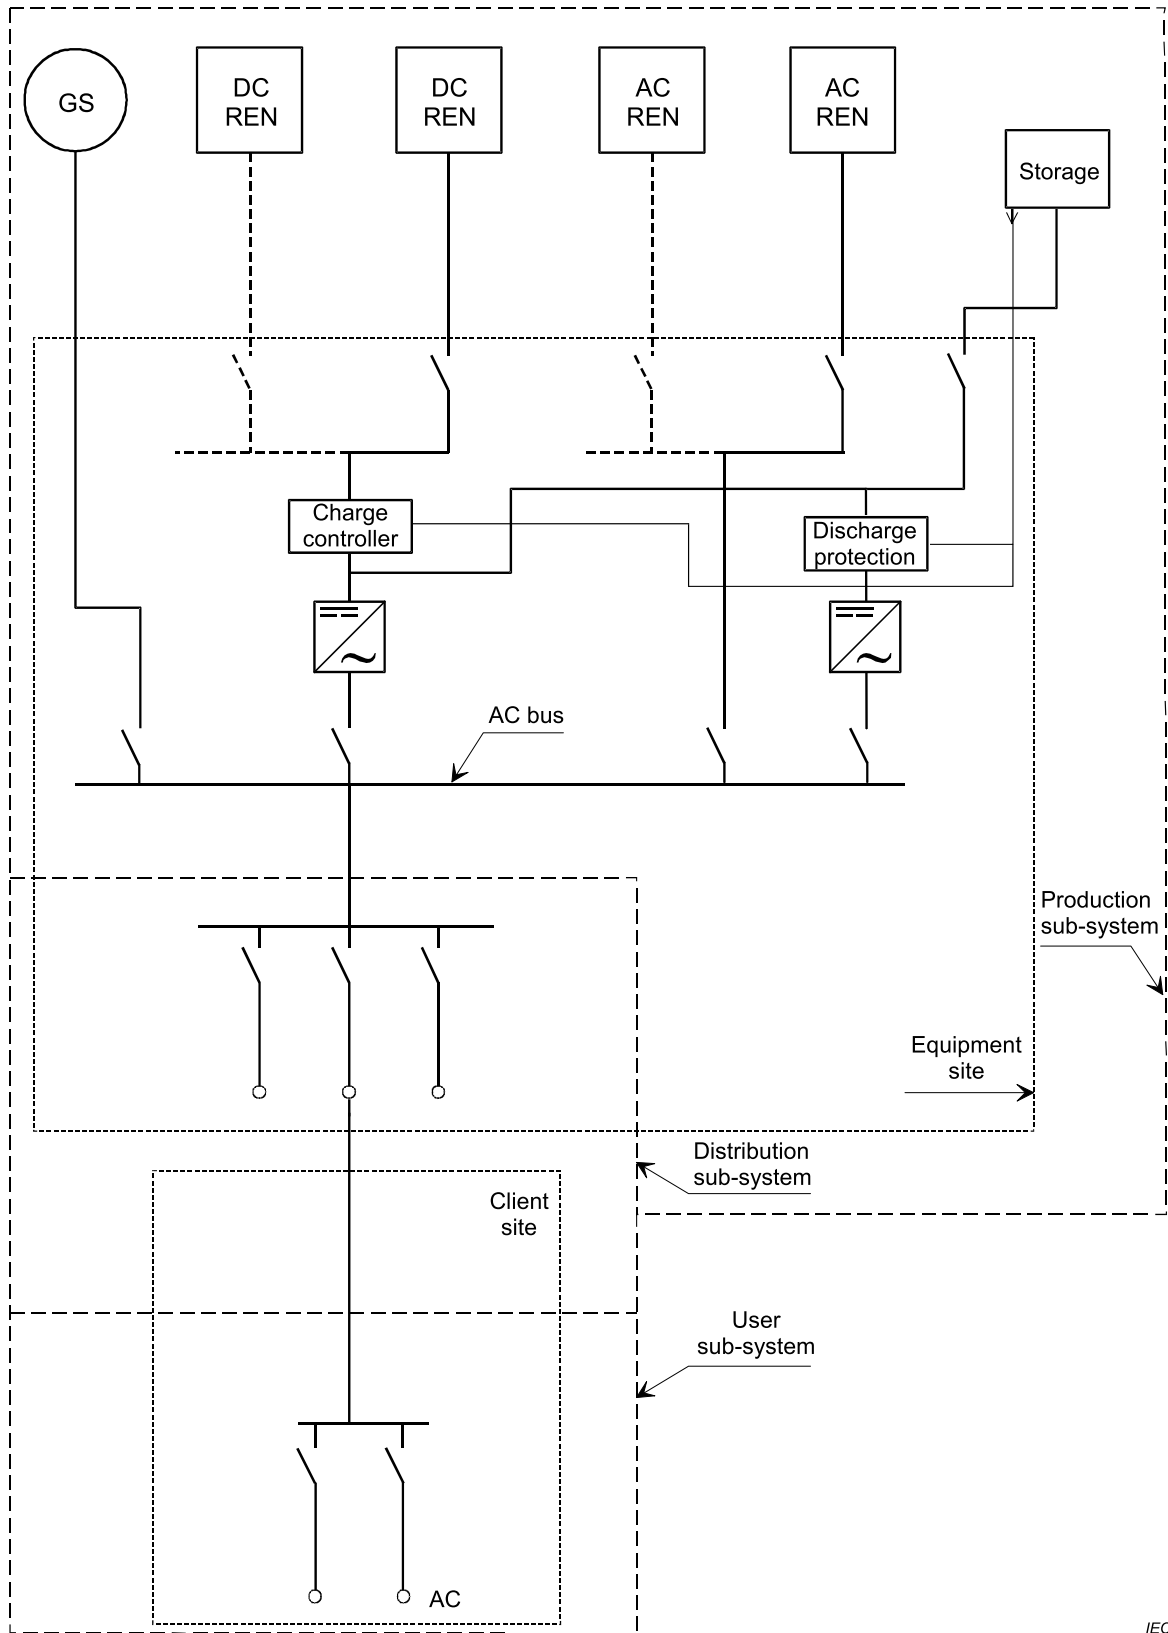 GS
DC
REN
DC
REN
AC
REN
AC
REN
Storage
Charge
controller
Discharge
protection
AC bus
Production
sub-system
Equipment
site
Distribution
sub-system
Client
site
User
sub-system
AC
IEC